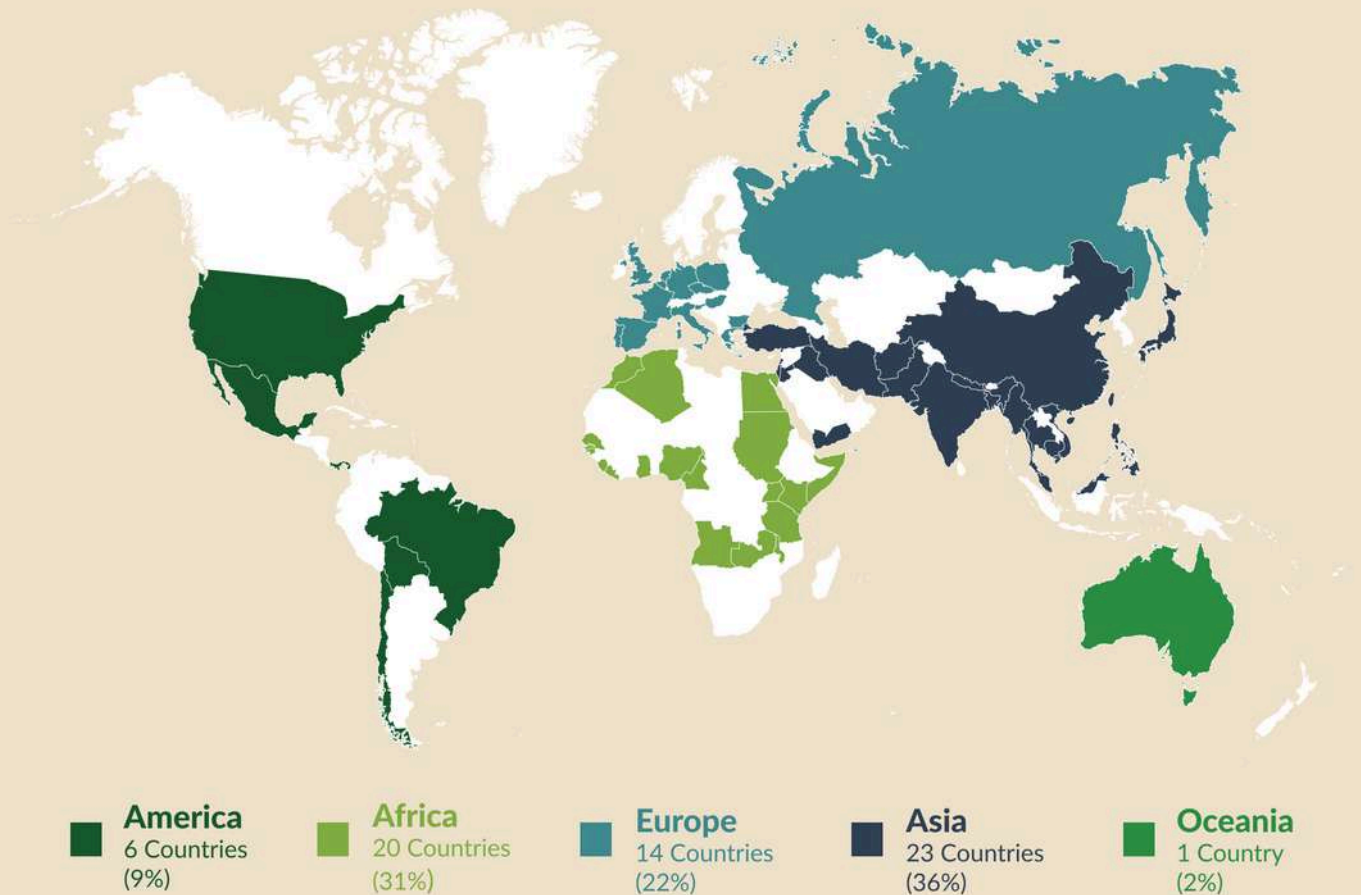 America
6 Countries
(9%)
Africa
20 Countries
(31%)
Europe
14 Countries
(22%)
Asia
23 Countries
(36%)
Oceania
1 Country
(2%)